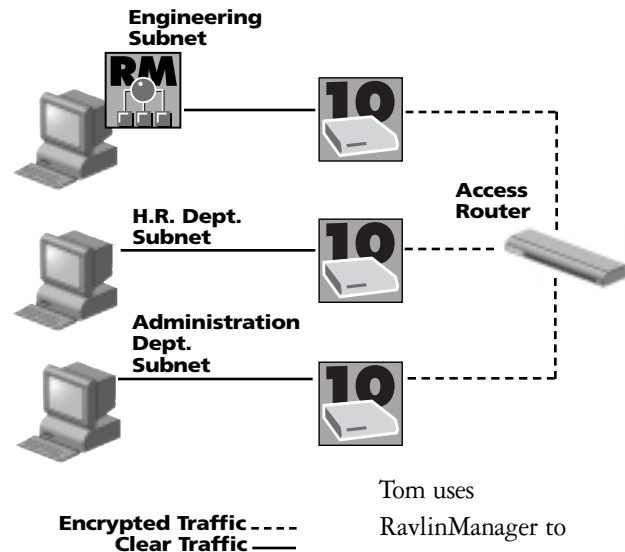 Engineering
Subnet
RM
10
H.R. Dept.
Subnet
10
Access
Router
Administration
Dept.
Subnet
10
Tom uses
RavlinManager to
Encrypted Traffic
Clear Traffic